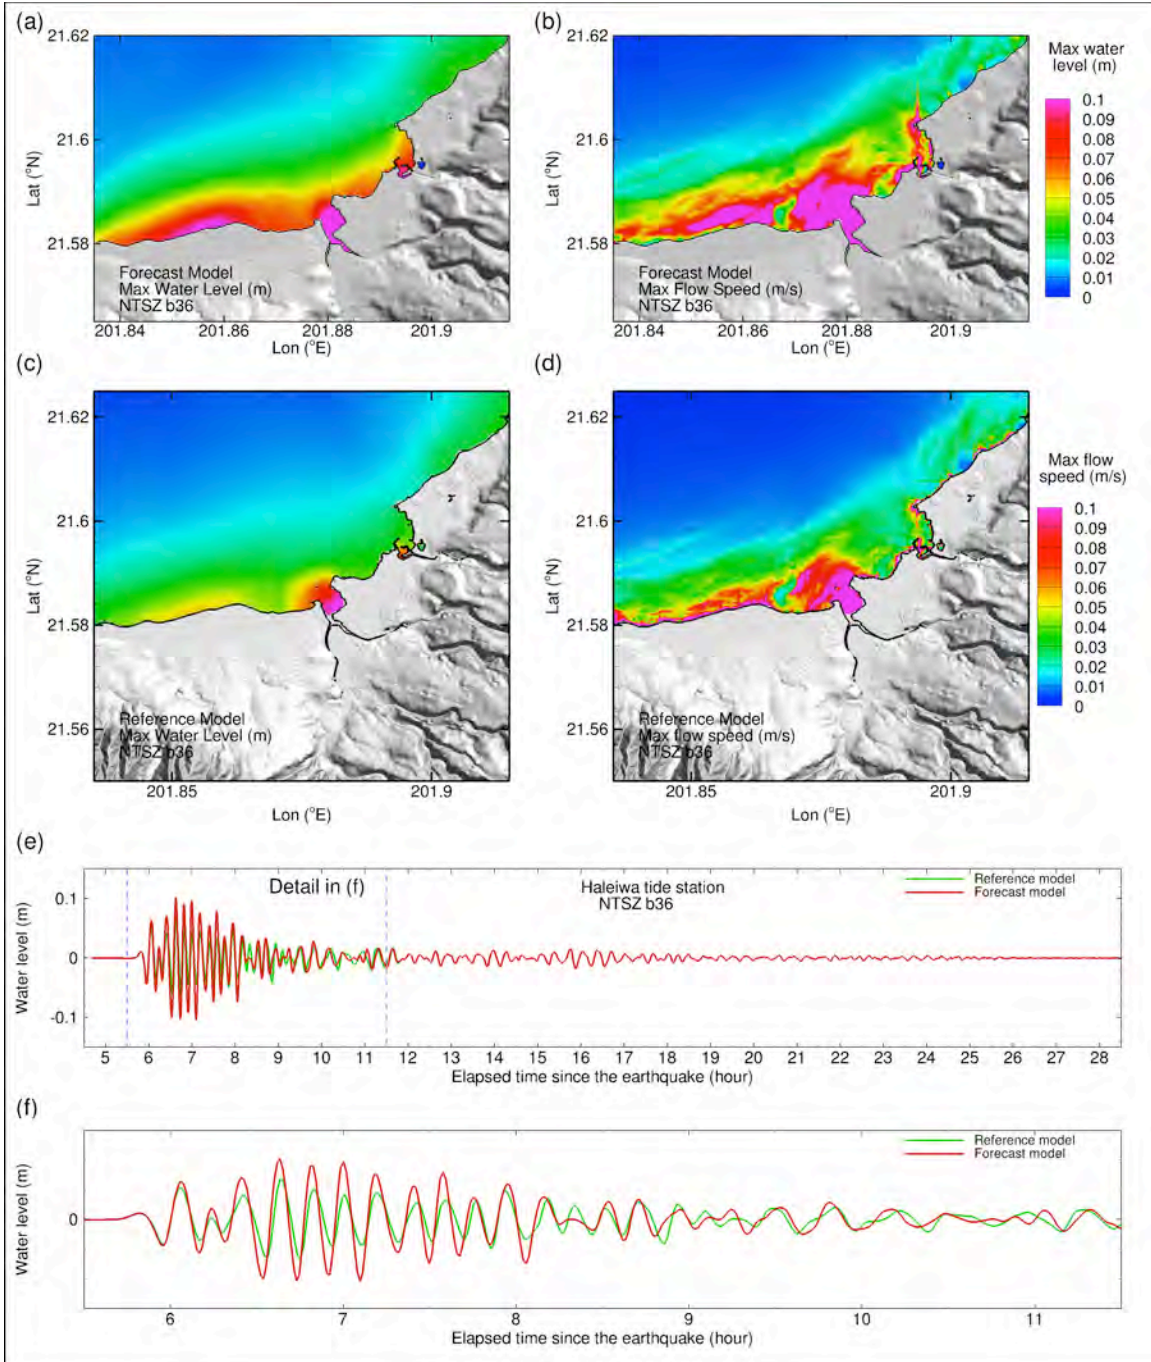 (a)
(b)
21.62
21.6
21.58
Lat (°N)
Forecast Model
Max Water Level (m)
NTSZ b36
201.84 201.86 201.88 201.9
Lon (°E)
21.62
21.6
21.58
Lat (°N)
Forecast Model
Max Flow Speed (m/s)
NTSZ b36
201.84 201.86 201.88 201.9
Lon (°E)
Max water
level (m)
0.1
0.09
0.08
0.07
0.06
0.05
0.04
0.03
0.02
0.01
0
(c)
(d)
21.62
21.6
21.58
21.56
Lat (°N)
Reference Model
Max Water Level (m)
NTSZ b36
201.85 201.9
Lon (°E)
21.62
21.6
21.58
21.56
Lat (°N)
Reference Model
Max flow speed (m/s)
NTSZ b36
201.85 201.9
Lon (°E)
Max flow
speed (m/s)
0.1
0.09
0.08
0.07
0.06
0.05
0.04
0.03
0.02
0.01
0
(e)
Detail in (f)
Haleiwa tide station
NTSZ b36
Reference model
Forecast model
Water level (m)
0.1
0
-0.1
5 6 7 8 9 10 11 12 13 14 15 16 17 18 19 20 21 22 23 24 25 26 27 28
Elapsed time since the earthquake (hour)
(f)
Reference model
Forecast model
Water level (m)
0
6 7 8 9 10 11
Elapsed time since the earthquake (hour)